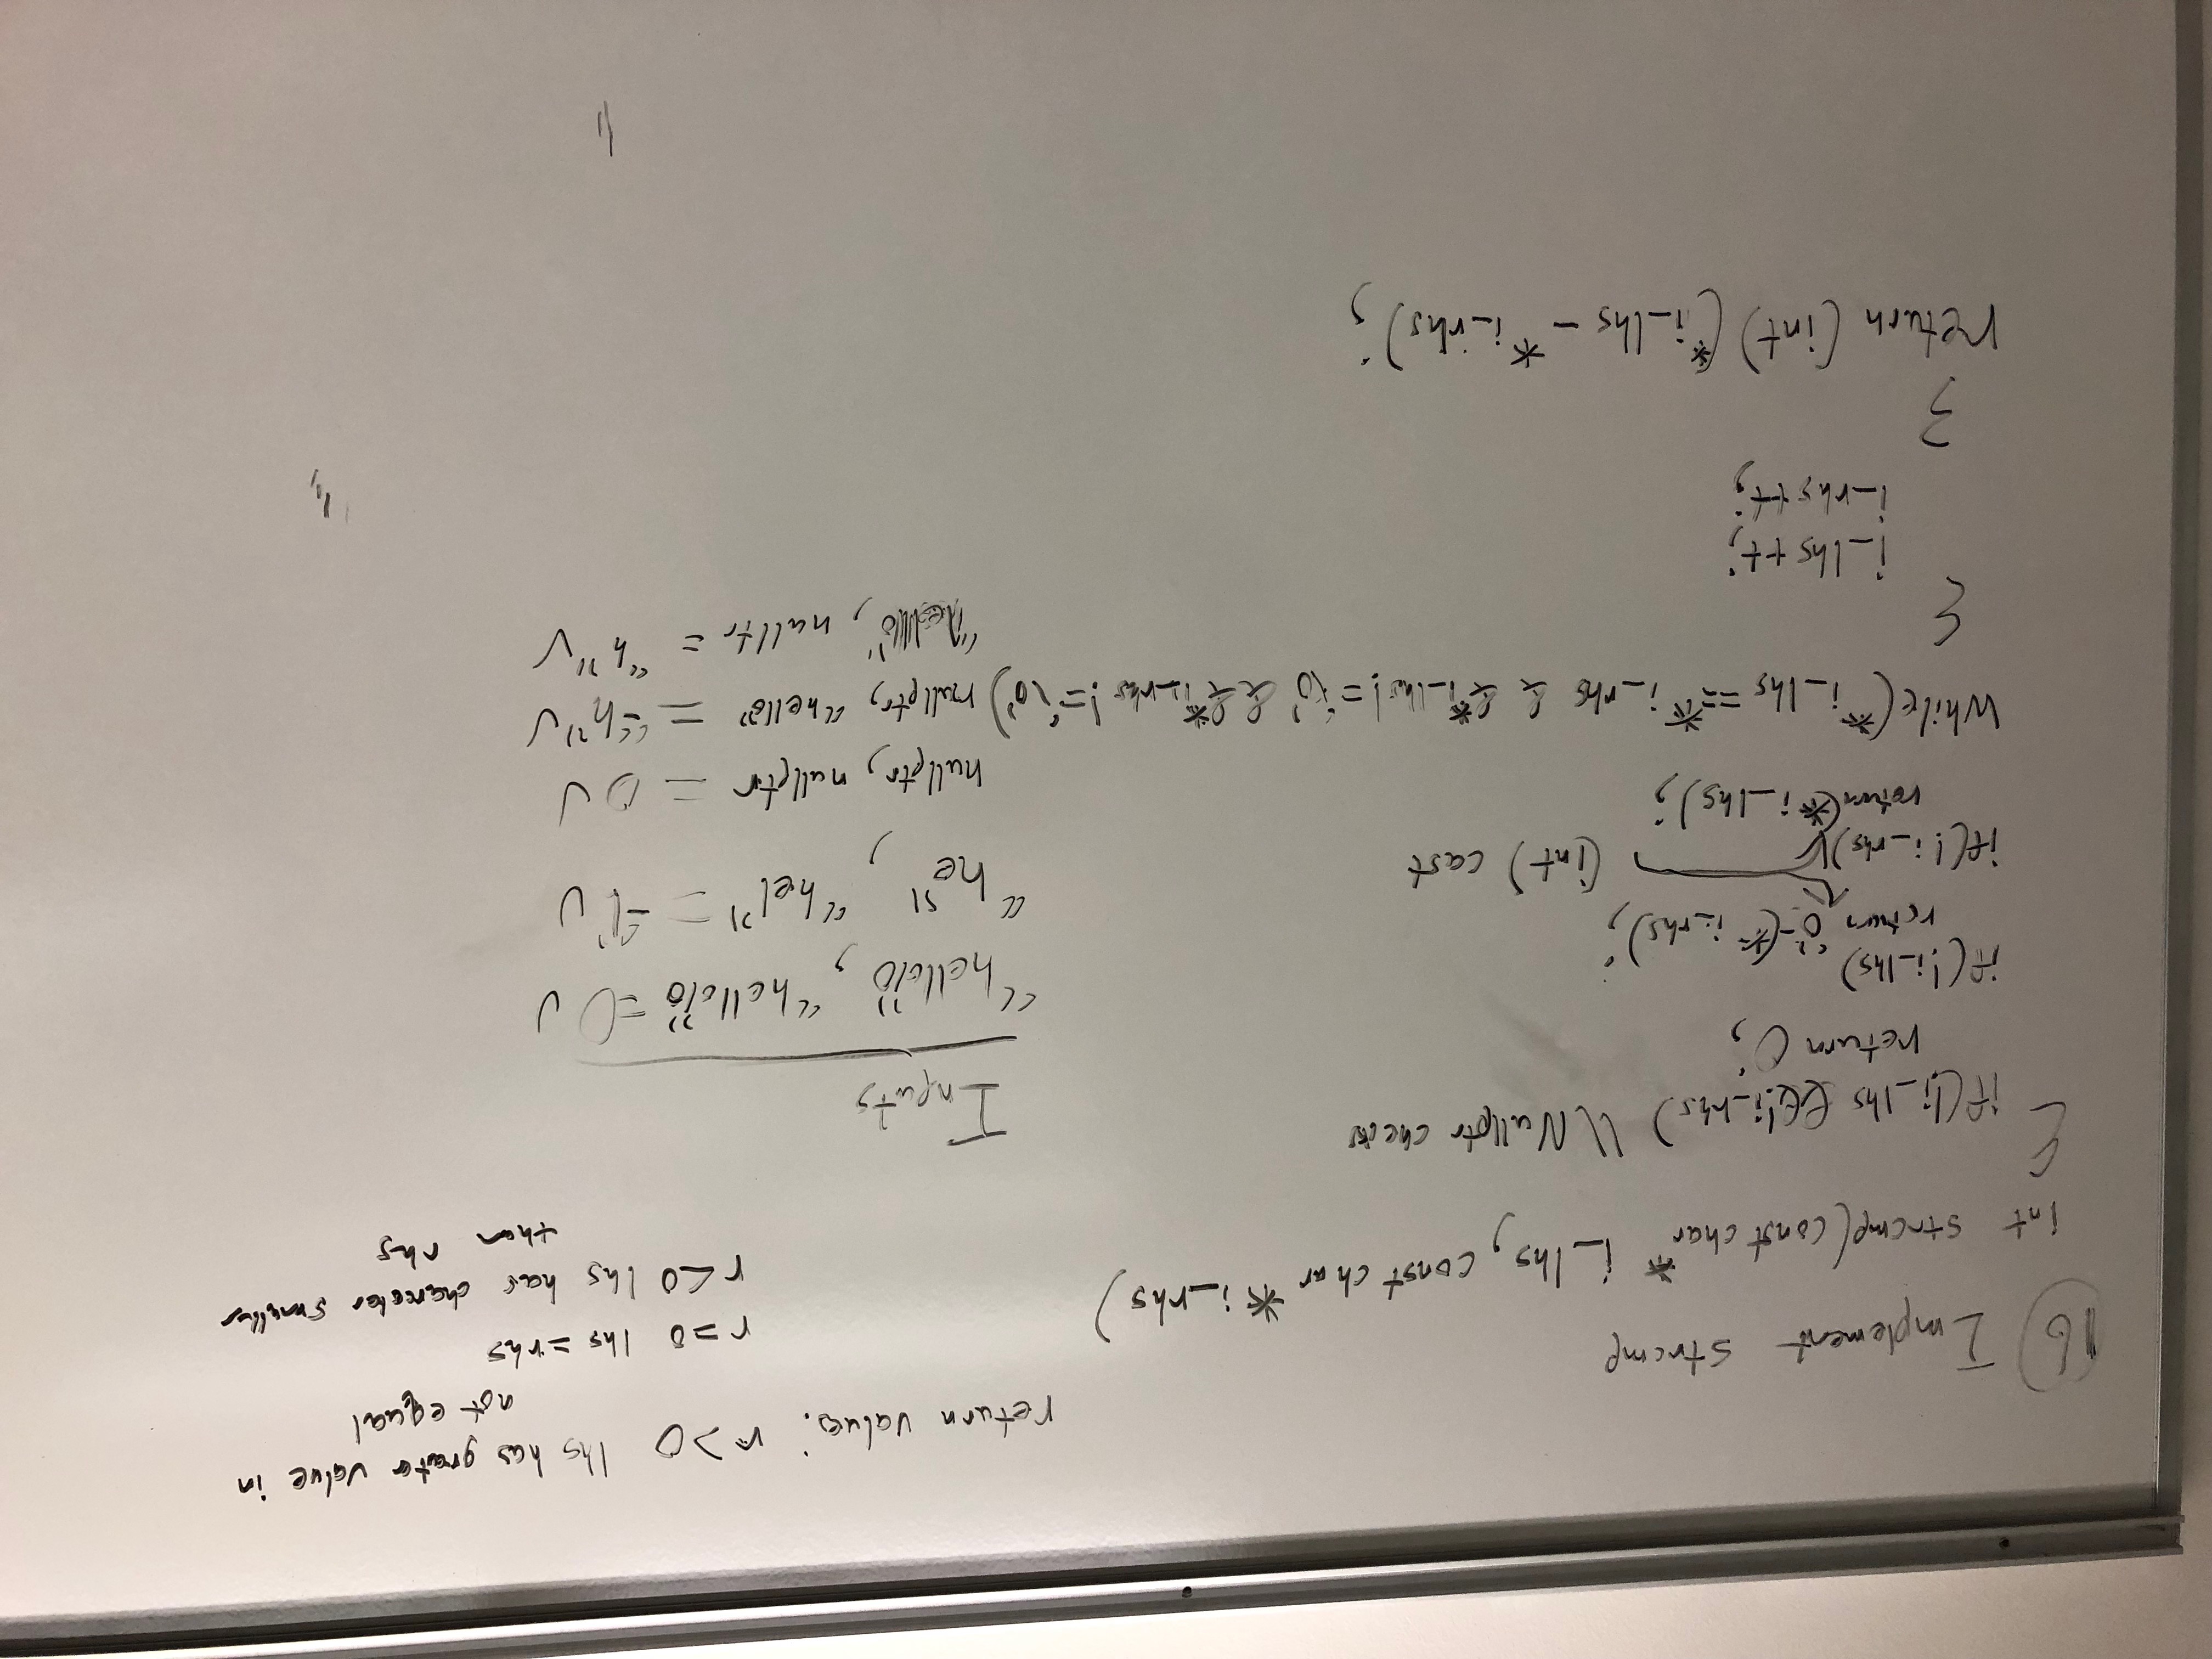 16 Implement strcmp
int strcmp(const char* i_lhs, const char *i_rhs)
{
if(!i_lhs &&!i_rhs) \\Nullptr check
return 0;
if(!i_lhs)
return '0'-(* i_rhs);
(int) cast
if(!i_rhs)
return(*i_lhs);
While(*i_lhs ==*i_rhs & &*i_lhs!='\0' &&*i_rhs !='\0')
{
i_lhs++;
i_rhs++;
}
return (int) (*i_lhs - *i_rhs);
return values: r>0 lhs has greater value in
not equal
r=0 lhs =rhs
r<0 lhs has character smaller
than rhs
Inputs
"hello\0", "hello\0" =0 ✓
"he", "hel" = -'l' ✓
nullptr, nullptr = 0 ✓
nullptr, "hello" = "-h" ✓
"hello", nulltr = "h" ✓